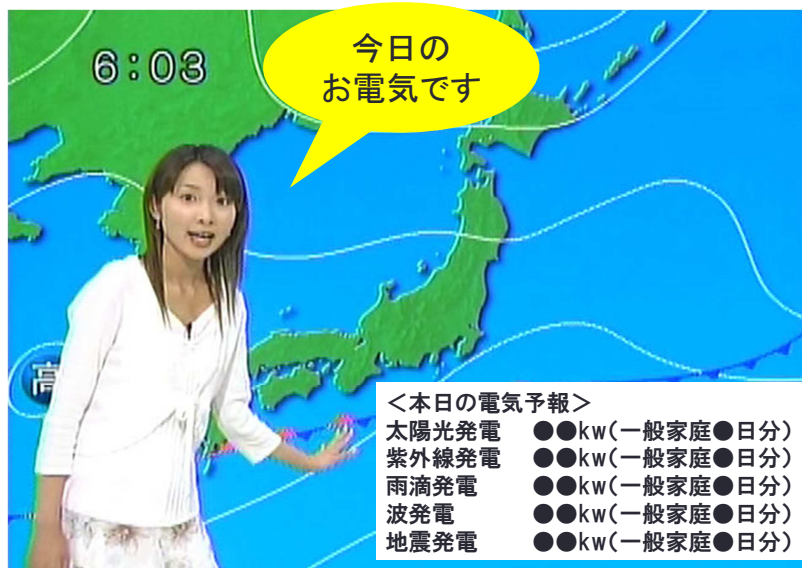 6:03
今日の
お電気です
高
＜本日の電気予報＞
太陽光発電　●●kw(一般家庭●日分)
紫外線発電　●●kw(一般家庭●日分)
雨滴発電　●●kw(一般家庭●日分)
波発電　●●kw(一般家庭●日分)
地震発電　●●kw(一般家庭●日分)